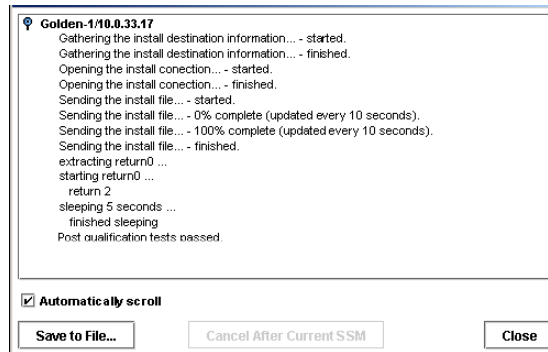 Golden-1/10.0.33.17
Gathering the install destination information... - started.
Gathering the install destination information... - finished.
Opening the install conection... - started.
Opening the install conection... - finished.
Sending the install file... - started.
Sending the install file... - 0% complete (updated every 10 seconds).
Sending the install file... - 100% complete (updated every 10 seconds).
Sending the install file... - finished.
extracting return0 ...
starting return0 ...
return 2
sleeping 5 seconds ...
finished sleeping
Post qualification tests passed.
Automatically scroll
Save to File...
Cancel After Current SSM
Close